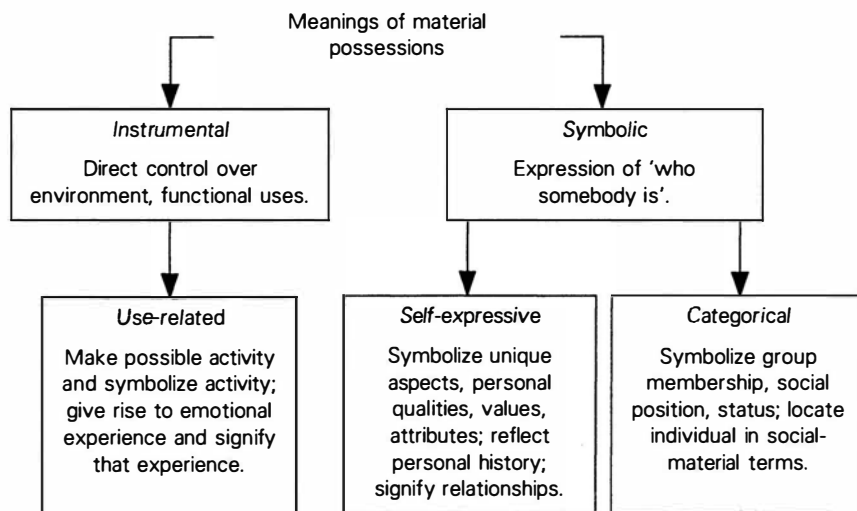 Meanings of material
possessions
Instrumental
Direct control over
environment, functional uses.
Symbolic
Expression of 'who
somebody is'.
Use-related
Make possible activity
and symbolize activity;
give rise to emotional
experience and signify
that experience.
Self-expressive
Symbolize unique
aspects, personal
qualities, values,
attributes; reflect
personal history;
signify relationships.
Categorical
Symbolize group
membership, social
position, status; locate
individual in social-
material terms.